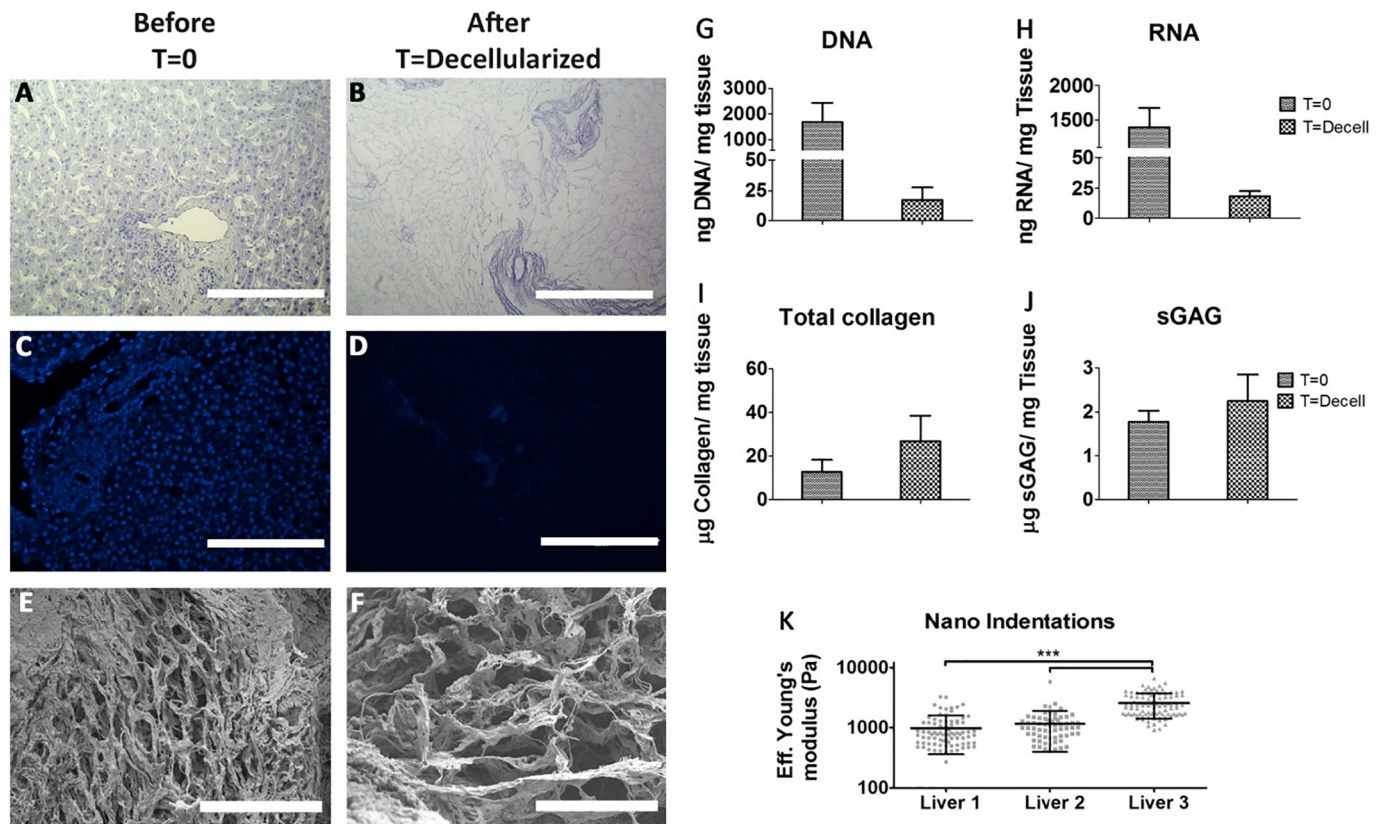 Before
T=0
After
T=Decellularized
A
B
C
D
E
F
G
DNA
ng DNA/ mg tissue
3000
2000
1000
50
25
0
H
RNA
ng RNA/ mg Tissue
2000
1500
50
25
0
T=0
T=Decell
I
Total collagen
µg Collagen/ mg tissue
60
40
20
0
J
sGAG
µg sGAG/ mg Tissue
3
2
1
0
T=0
T=Decell
K
Nano Indentations
***
Eff. Young's
modulus (Pa)
10000
1000
100
Liver 1 Liver 2 Liver 3